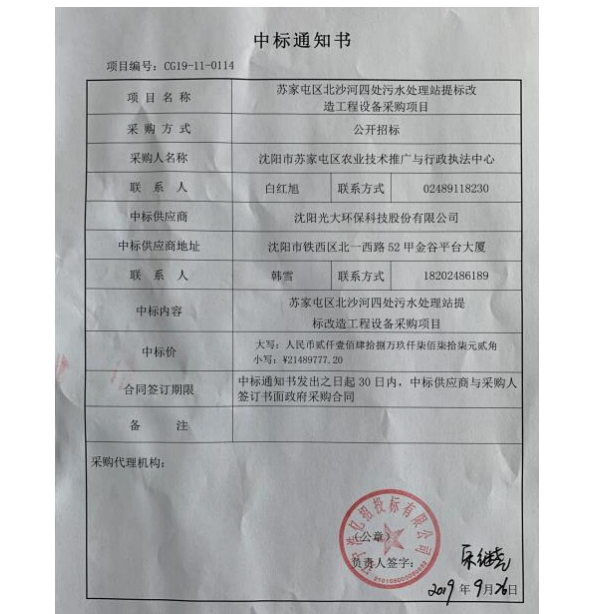 中标通知书
项目编号：CG19-11-0114
项目名称 苏家屯区北沙河四处污水处理站提标改
造工程设备采购项目
采购方式 公开招标
采购人名称 沈阳市苏家屯区农业技术推广与行政执法中心
联系人 白红旭 联系方式 02489118230
中标供应商 沈阳光大环保科技股份有限公司
中标供应商地址 沈阳市铁西区北一西路52甲金谷平台大厦
联系人 韩雪 联系方式 18202486189
中标内容 苏家屯区北沙河四处污水处理站提
标改造工程设备采购项目
中标价 大写：人民币贰仟壹佰肆拾捌万玖仟柒佰柒拾柒元贰角
小写：¥21489777.20
合同签订期限 中标通知书发出之日起30日内，中标供应商与采购人
签订书面政府采购合同
备注
采购代理机构：
亿招投标有限公司
（公章）
负责人签字：
2019年9月26日